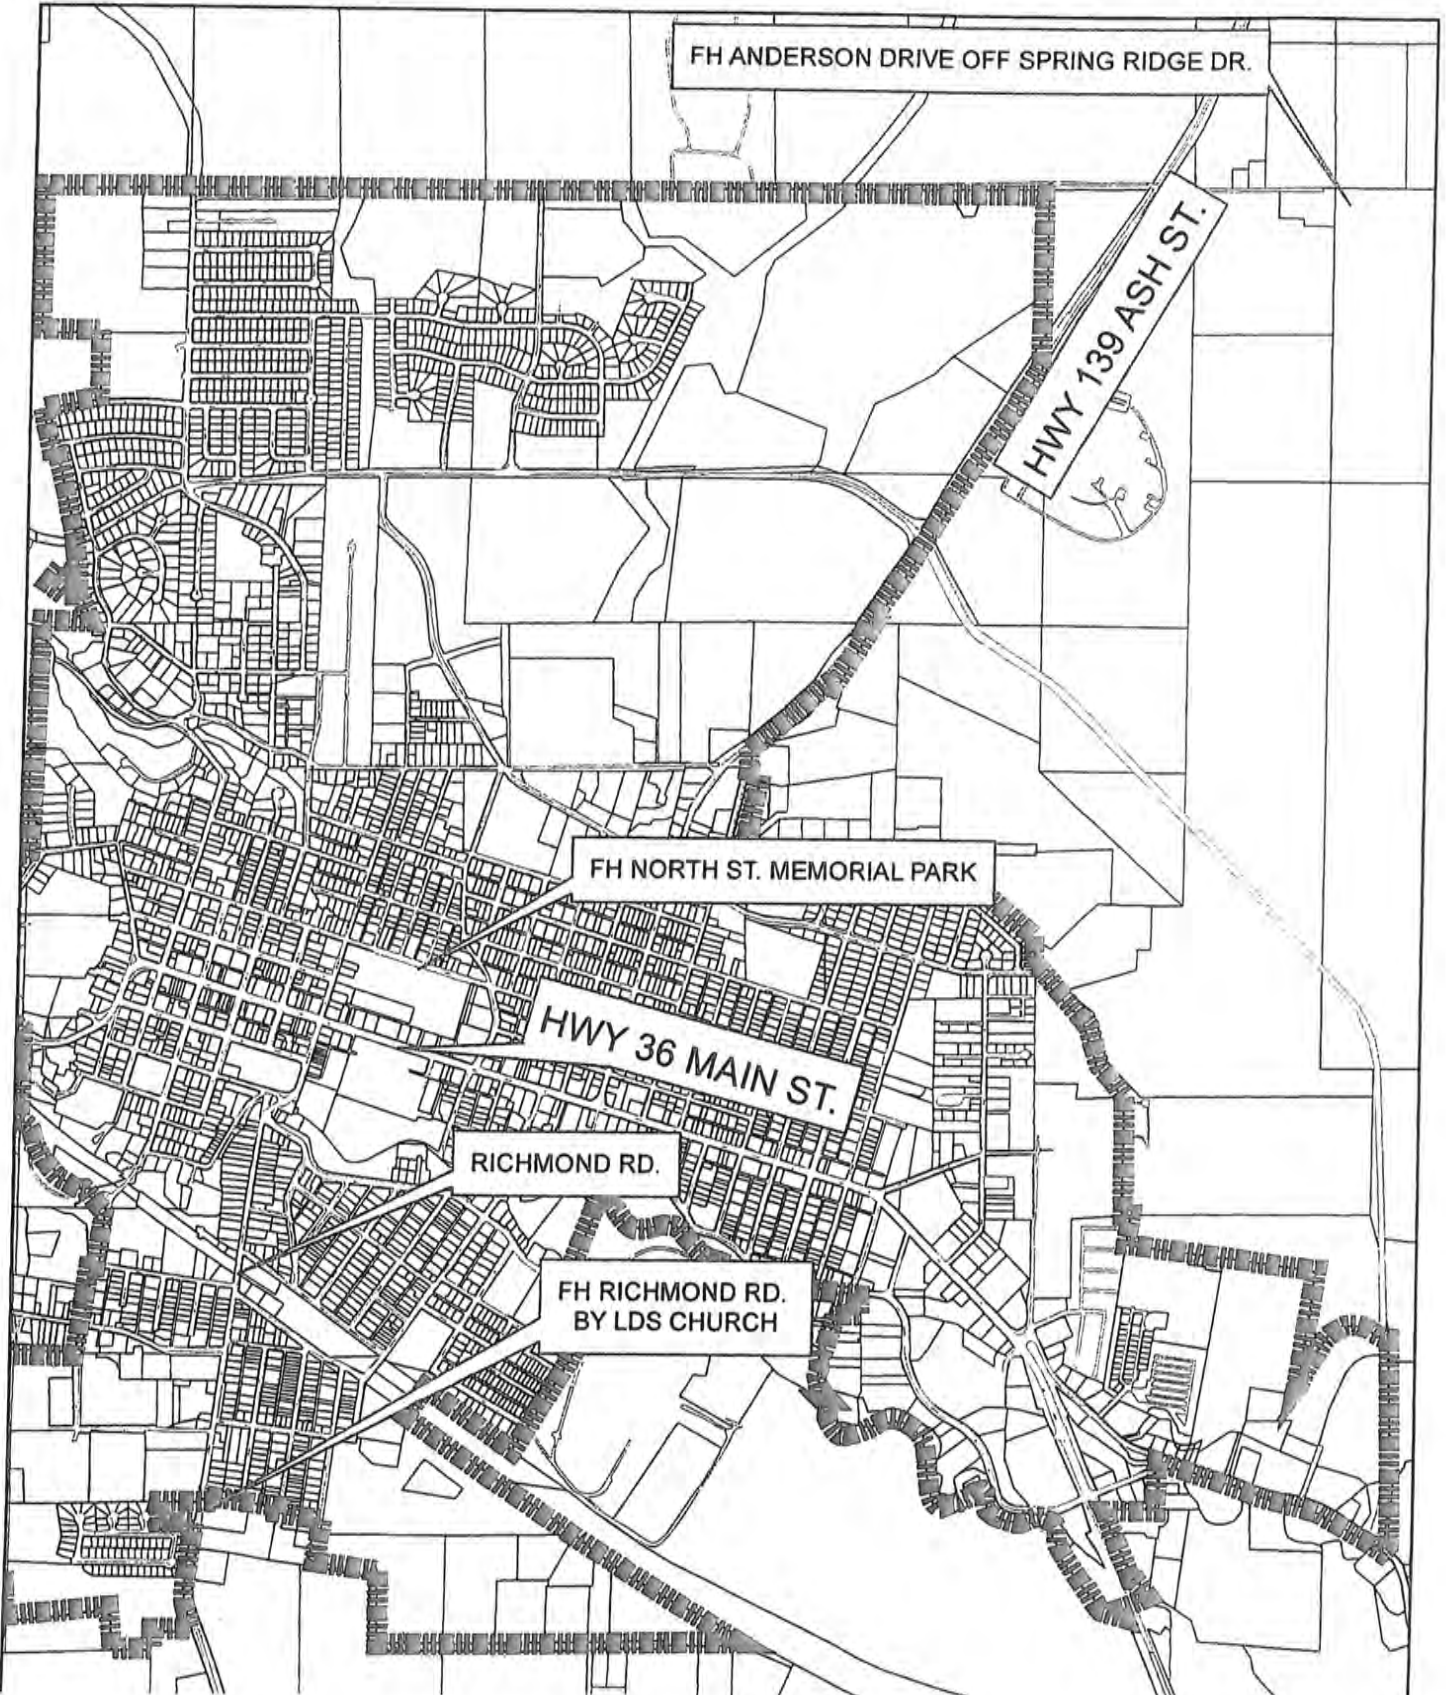 FH ANDERSON DRIVE OFF SPRING RIDGE DR.
HWY 139 ASH ST.
FH NORTH ST. MEMORIAL PARK
HWY 36 MAIN ST.
RICHMOND RD.
FH RICHMOND RD.
BY LDS CHURCH